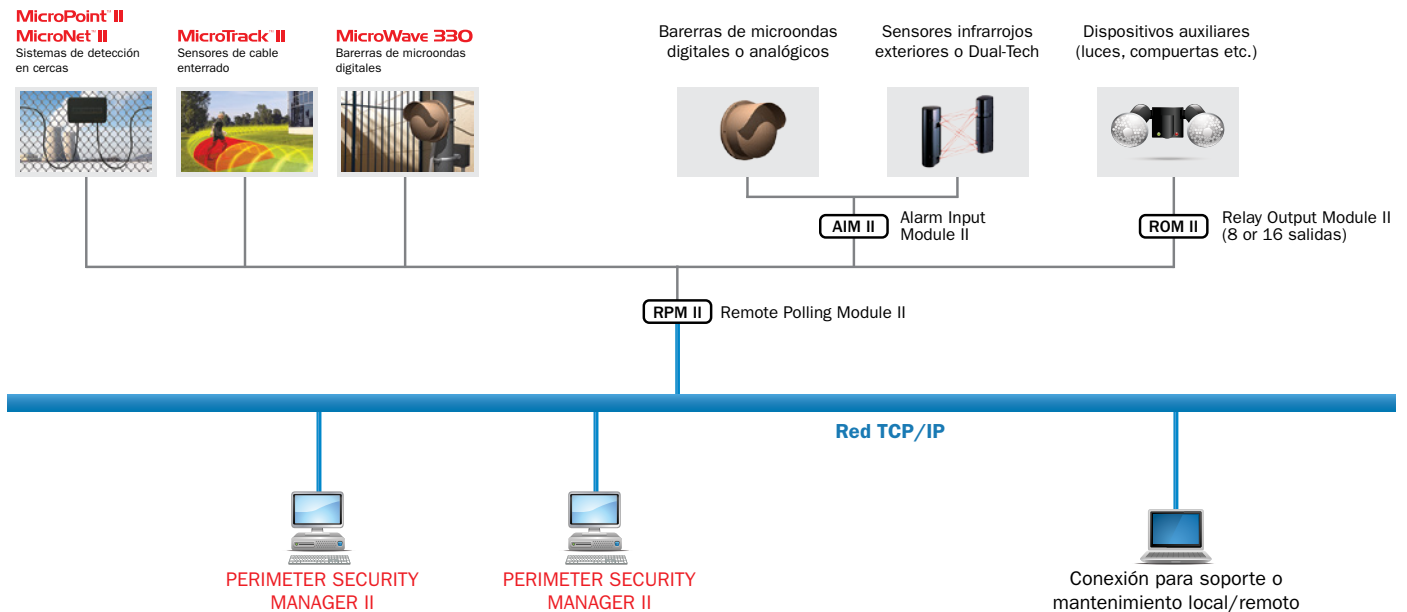 MicroPoint™ II
MicroNet™ II
Sistemas de detección
en cercas
MicroTrack™ II
Sensores de cable
enterrado
MicroWave 330
Barerras de microondas
digitales
Barerras de microondas
digitales o analógicos
Sensores infrarrojos
exteriores o Dual-Tech
Dispositivos auxiliares
(luces, compuertas etc.)
AIM II
Alarm Input
Module II
ROM II
Relay Output Module II
(8 or 16 salidas)
RPM II
Remote Polling Module II
Red TCP/IP
PERIMETER SECURITY
MANAGER II
PERIMETER SECURITY
MANAGER II
Conexión para soporte o
mantenimiento local/remoto